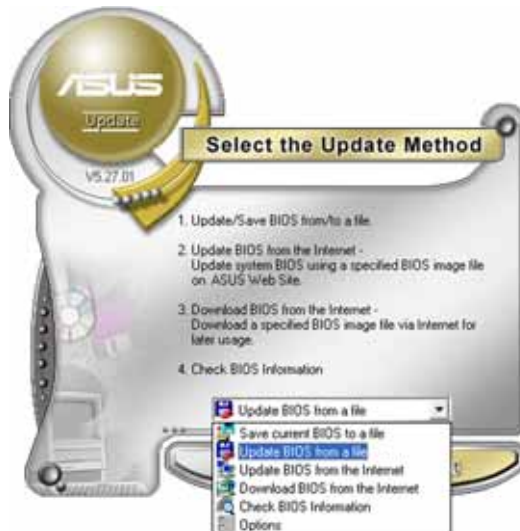 ASUS
Update
V5.27.01
Select the Update Method
1. Update/Save BIOS from/to a file.
2. Update BIOS from the Internet -
Update system BIOS using a specified BIOS image file
on ASUS Web Site.
3. Download BIOS from the Internet -
Download a specified BIOS image file via Internet for
later usage.
4. Check BIOS Information
Update BIOS from a file
Save current BIOS to a file
Update BIOS from a file
Update BIOS from the Internet
Download BIOS from the Internet
Check BIOS Information
Options